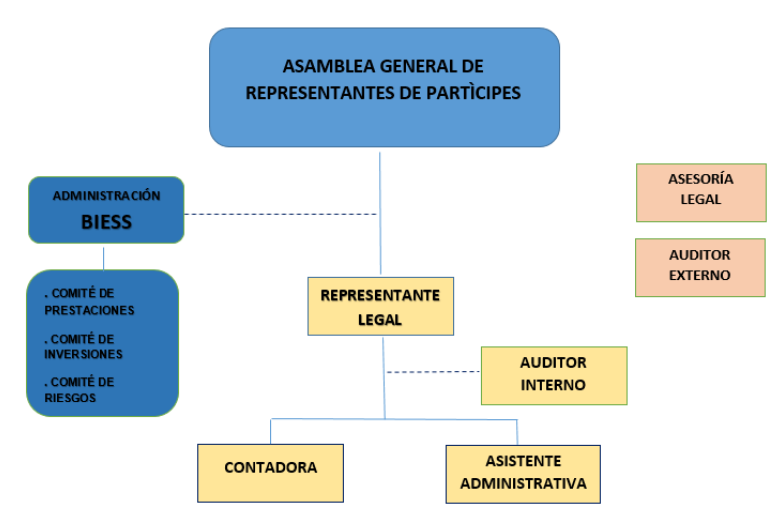 ASAMBLEA GENERAL DE
REPRESENTANTES DE PARTÌCIPES
ADMINISTRACIÓN
BIESS
. COMITÉ DE
PRESTACIONES
. COMITÉ DE
INVERSIONES
. COMITÉ DE
RIESGOS
ASESORÍA
LEGAL
AUDITOR
EXTERNO
REPRESENTANTE
LEGAL
AUDITOR
INTERNO
CONTADORA
ASISTENTE
ADMINISTRATIVA